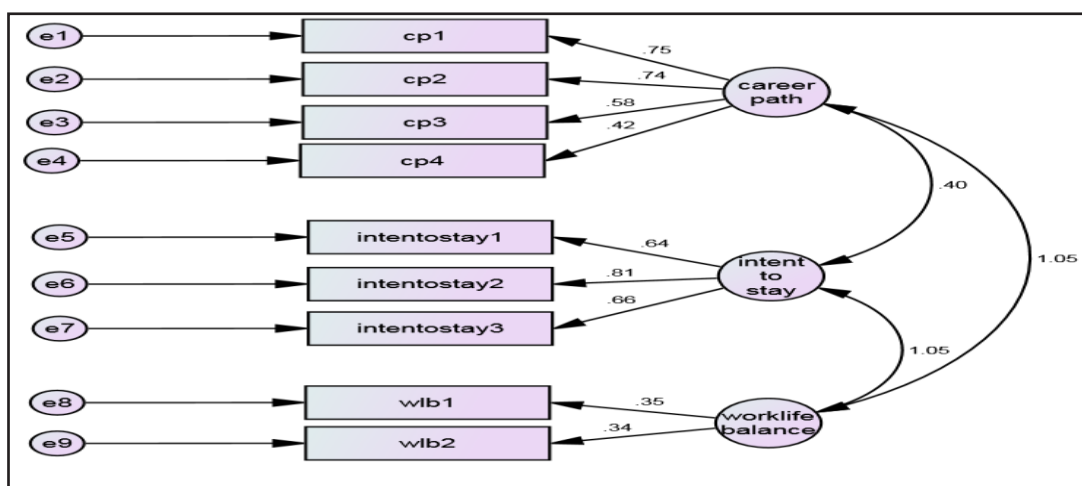 e1
cp1
.75
e2
cp2
.74
career
path
e3
cp3
.58
e4
cp4
.42
.40
e5
intentostay1
.64
1.05
e6
intentostay2
.81
intent
to
stay
e7
intentostay3
.66
1.05
e8
wlb1
.35
e9
wlb2
.34
worklife
balance